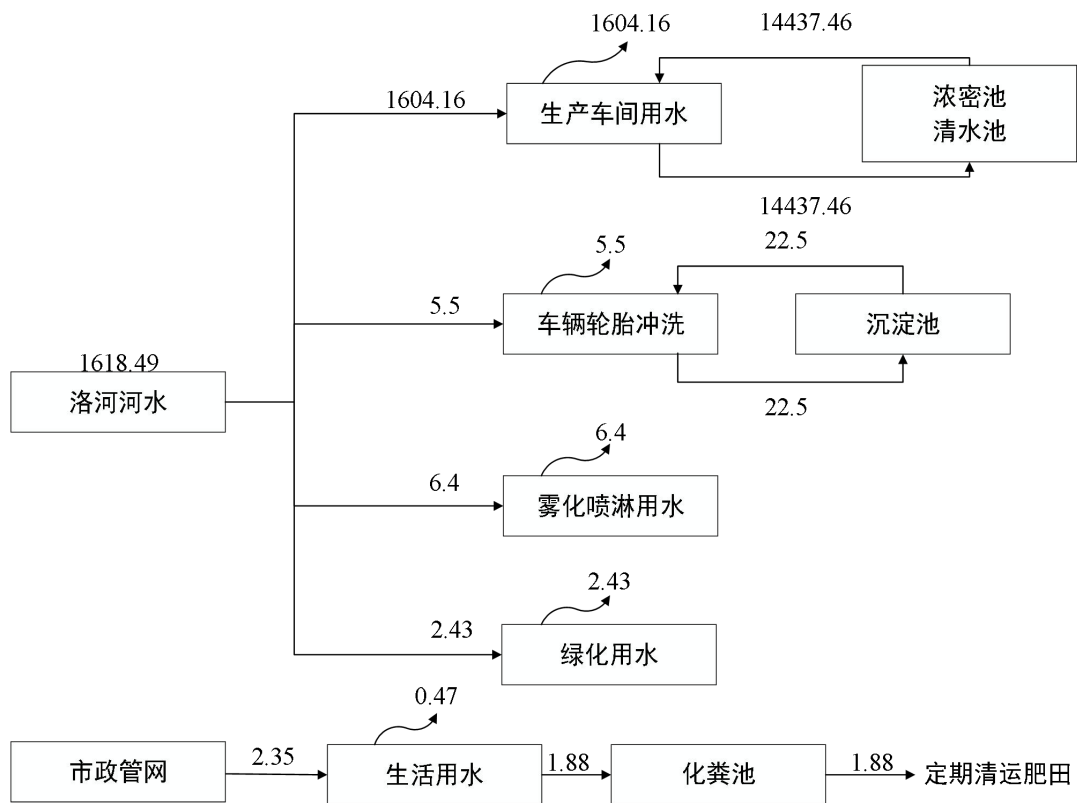 1604.16
14437.46
1604.16
生产车间用水
浓密池
清水池
14437.46
5.5
22.5
5.5
车辆轮胎冲洗
沉淀池
22.5
1618.49
洛河河水
6.4
6.4
雾化喷淋用水
2.43
2.43
绿化用水
0.47
市政管网
2.35
生活用水
1.88
化粪池
1.88
定期清运肥田